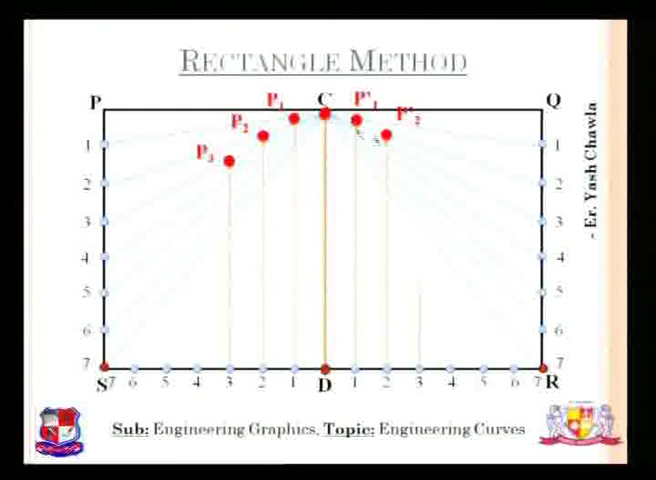 RECTANGLE METHOD
P C Q
P₁ P'₁
P₂ P'₂
P₃
1 1
2 2
3 3
4 4
5 5
6 6
7 7
S 7 6 5 4 3 2 1 D 1 2 3 4 5 6 7 R
- Er. Yash Chawla
Sub: Engineering Graphics, Topic: Engineering Curves